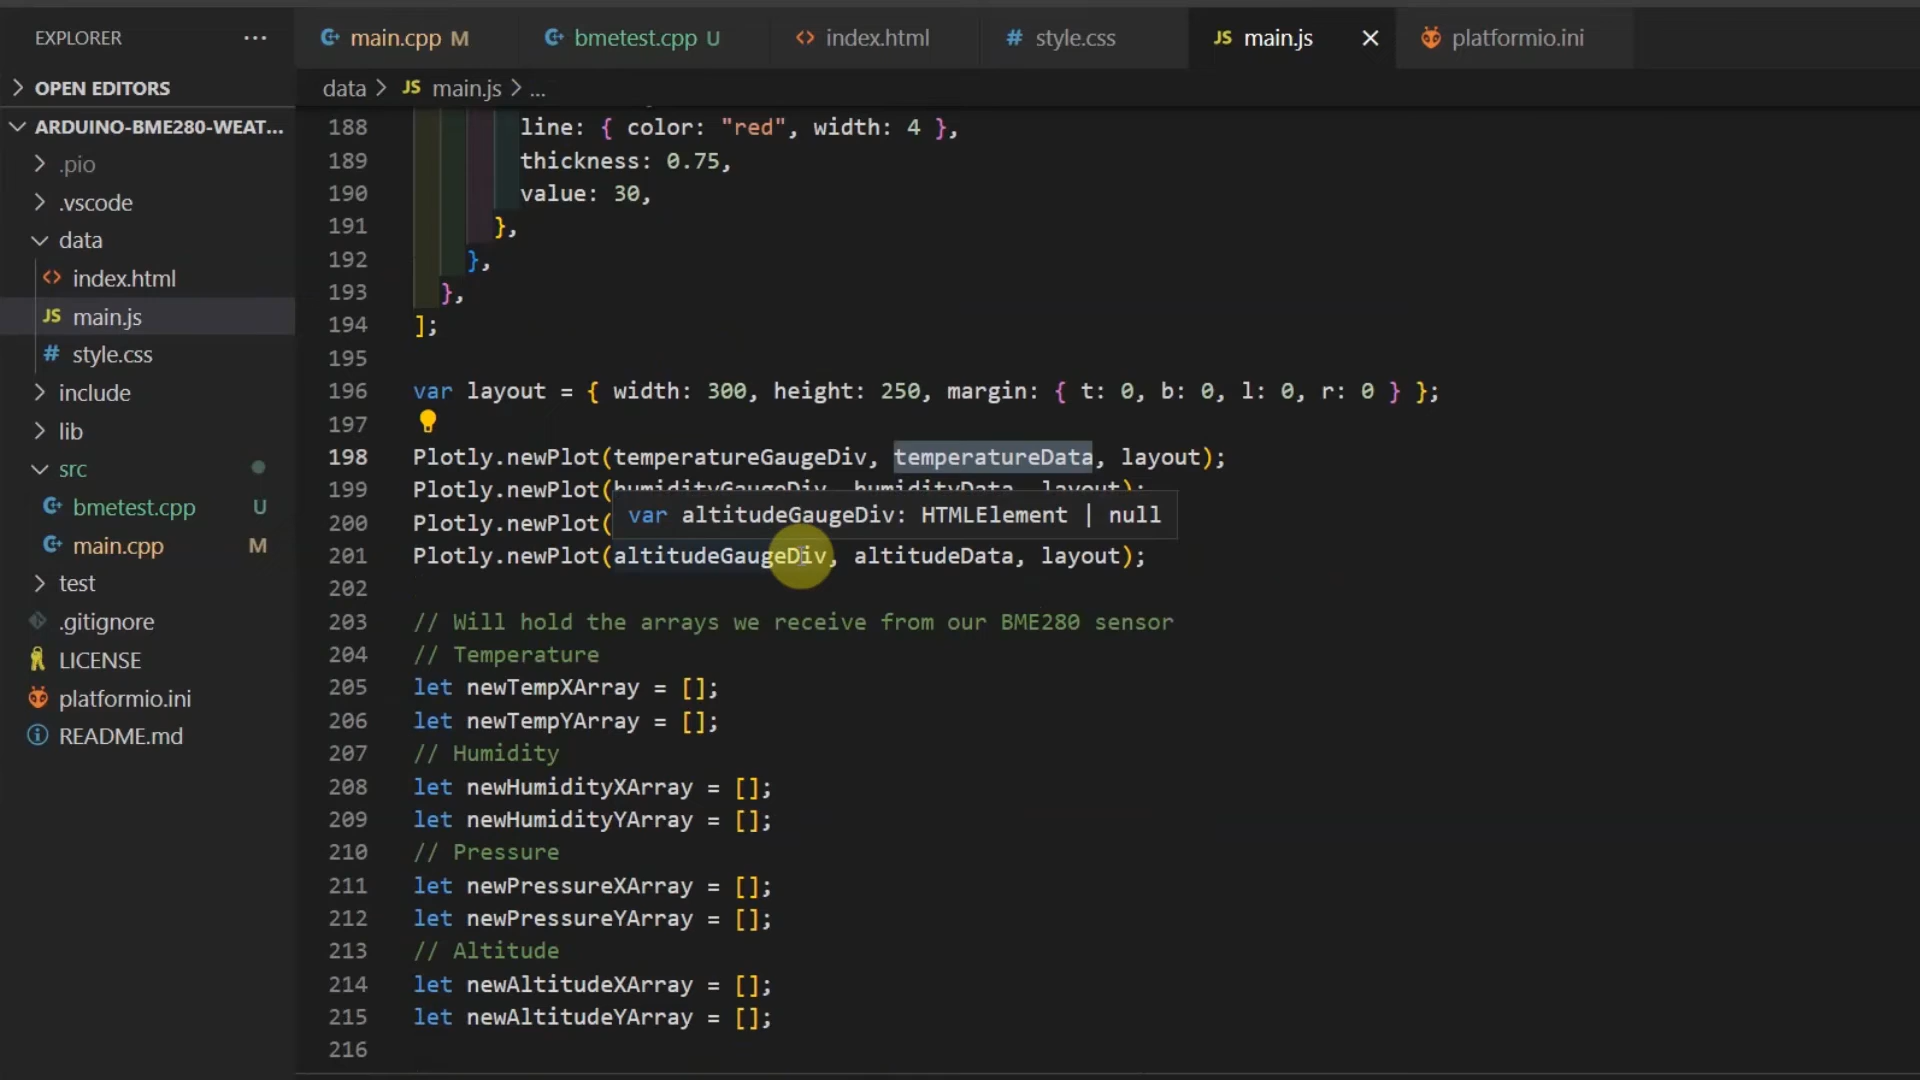 EXPLORER ...
OPEN EDITORS
ARDUINO-BME280-WEAT...
.pio
.vscode
data
index.html
main.js
style.css
include
lib
src
bmetest.cpp U
main.cpp M
test
.gitignore
LICENSE
platformio.ini
README.md
main.cpp M bmetest.cpp U index.html style.css main.js platformio.ini
data > main.js > ...
188 line: { color: "red", width: 4 },
189 thickness: 0.75,
190 value: 30,
191 },
192 },
193 },
194 ];
195
196 var layout = { width: 300, height: 250, margin: { t: 0, b: 0, l: 0, r: 0 } };
197
198 Plotly.newPlot(temperatureGaugeDiv, temperatureData, layout);
199 Plotly.newPlot(humidityGaugeDiv, humidityData, layout);
var altitudeGaugeDiv: HTMLElement | null
200 Plotly.newPlot(
201 Plotly.newPlot(altitudeGaugeDiv, altitudeData, layout);
202
203 // Will hold the arrays we receive from our BME280 sensor
204 // Temperature
205 let newTempXArray = [];
206 let newTempYArray = [];
207 // Humidity
208 let newHumidityXArray = [];
209 let newHumidityYArray = [];
210 // Pressure
211 let newPressureXArray = [];
212 let newPressureYArray = [];
213 // Altitude
214 let newAltitudeXArray = [];
215 let newAltitudeYArray = [];
216